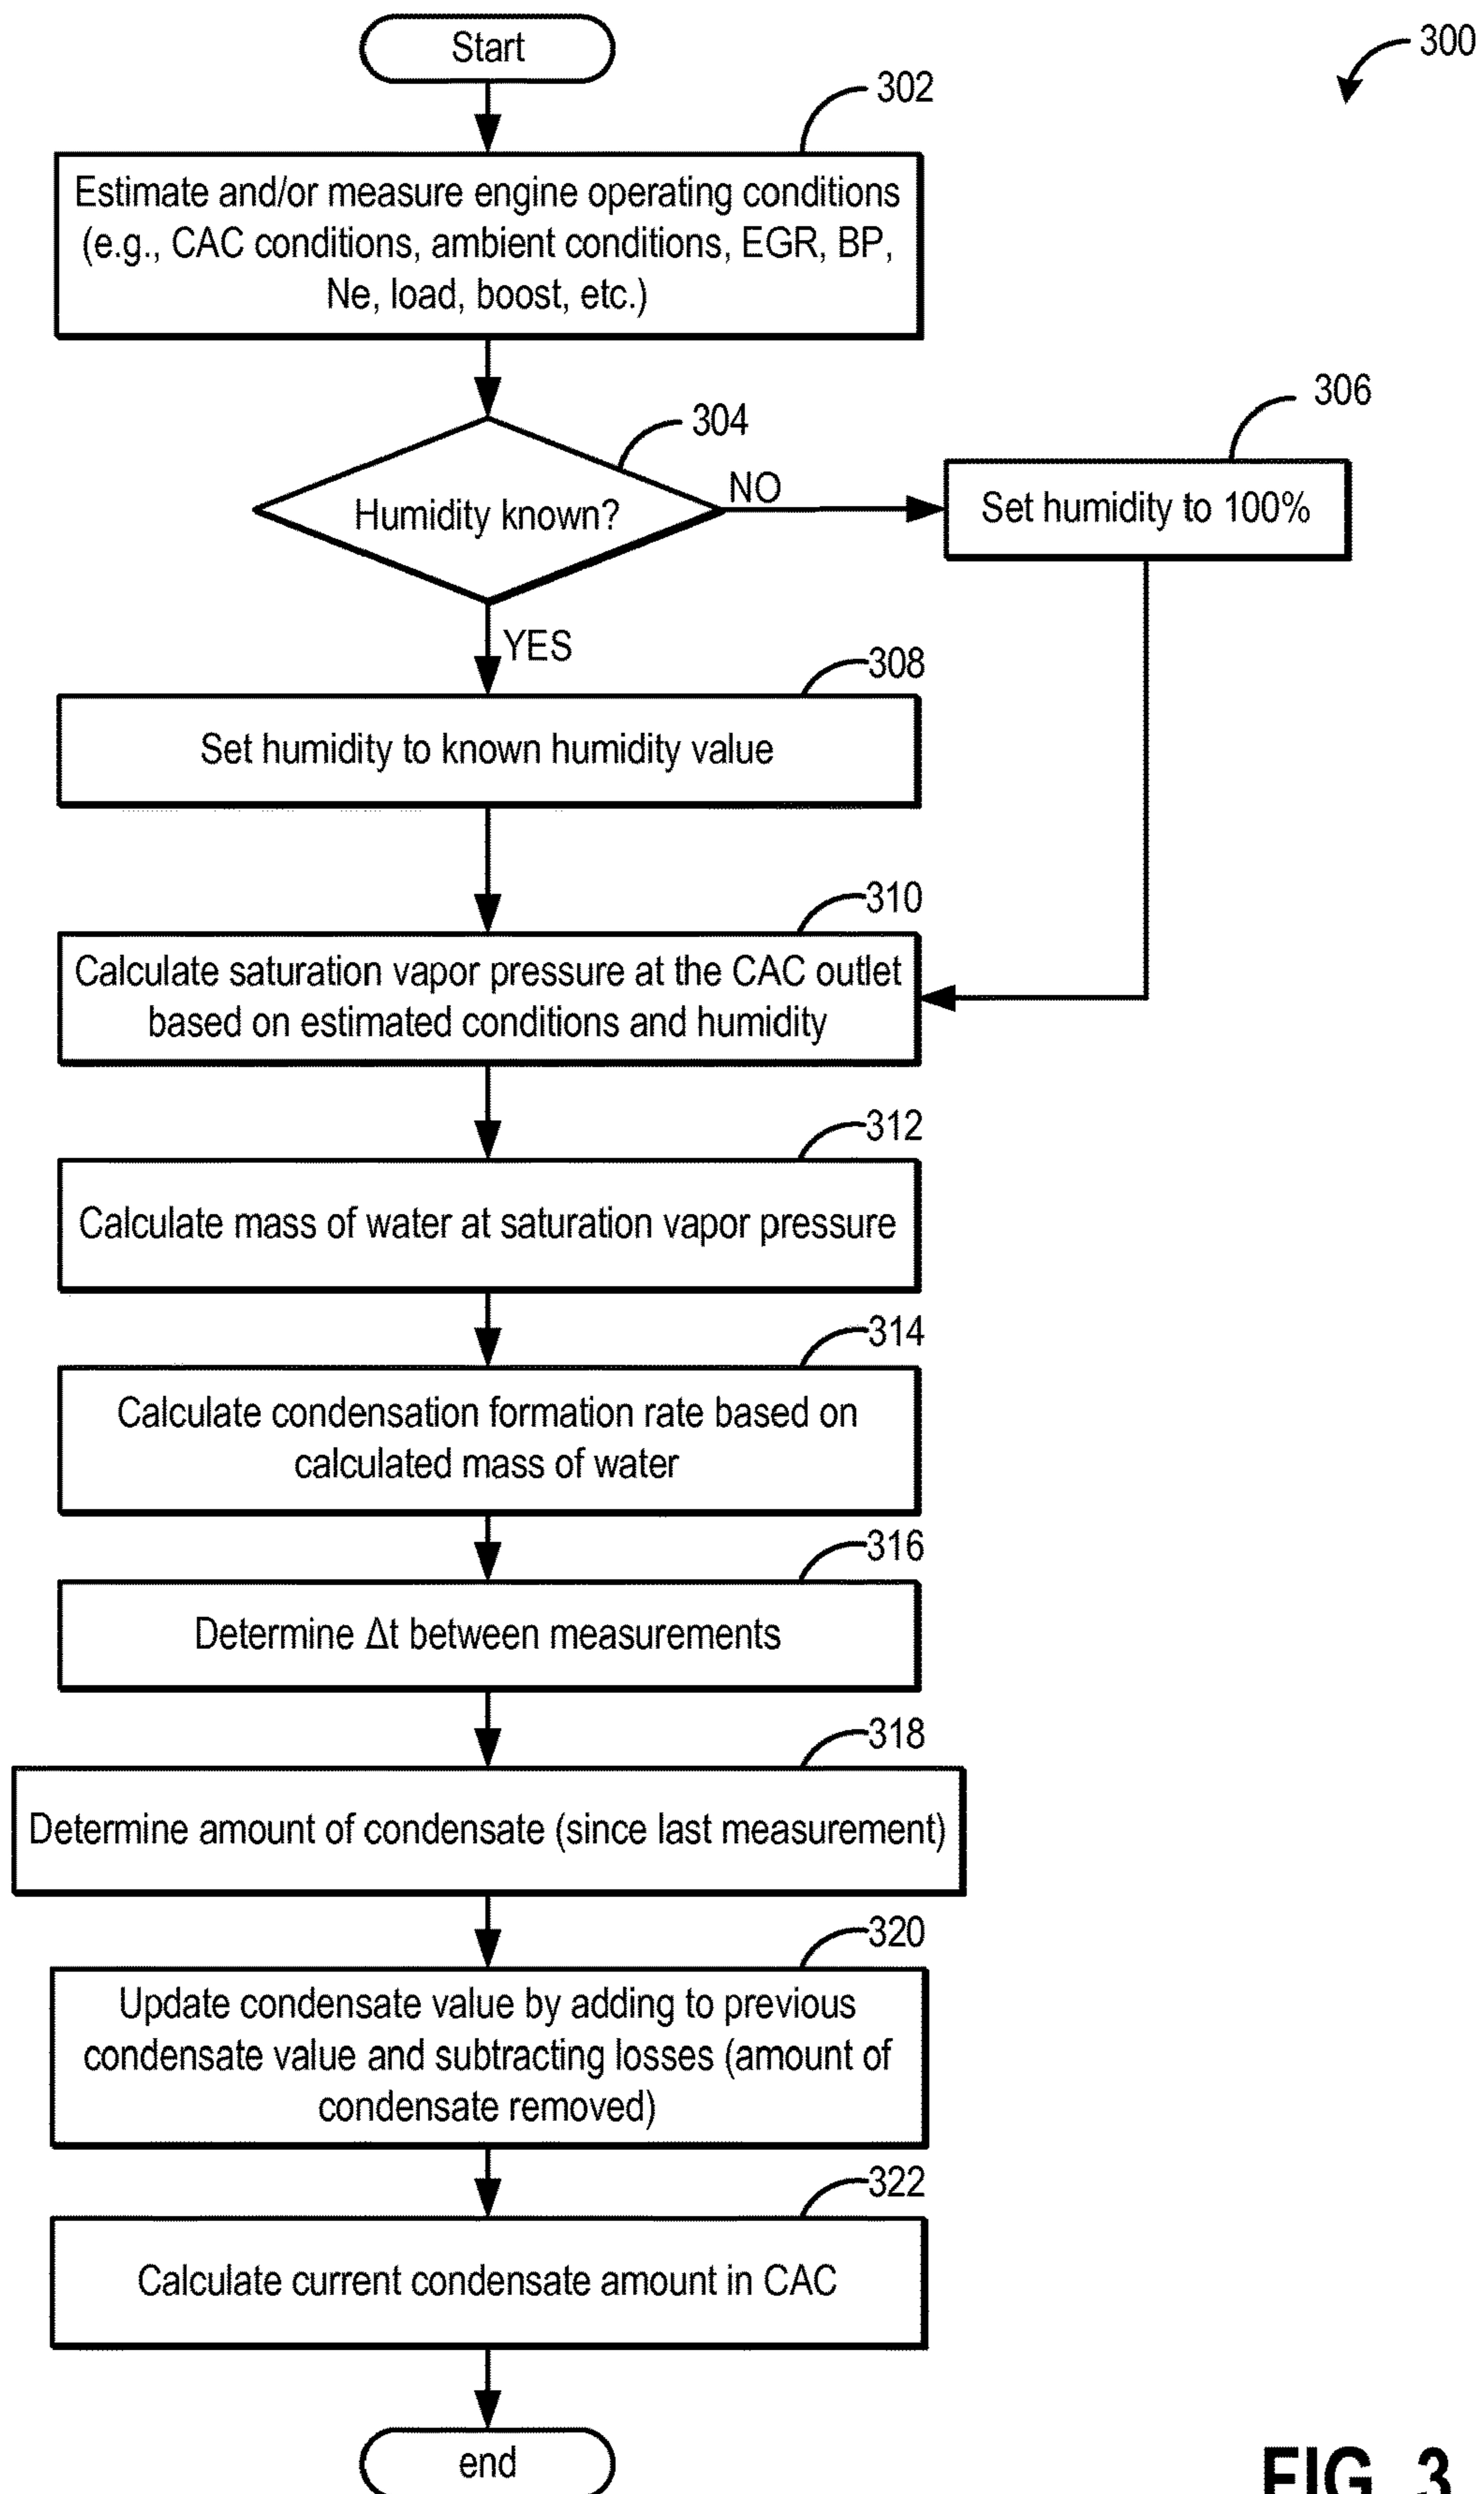 Start
300
302
Estimate and/or measure engine operating conditions
(e.g., CAC conditions, ambient conditions, EGR, BP,
Ne, load, boost, etc.)
304
Humidity known?
NO
306
Set humidity to 100%
YES
308
Set humidity to known humidity value
310
Calculate saturation vapor pressure at the CAC outlet
based on estimated conditions and humidity
312
Calculate mass of water at saturation vapor pressure
314
Calculate condensation formation rate based on
calculated mass of water
316
Determine Δt between measurements
318
Determine amount of condensate (since last measurement)
320
Update condensate value by adding to previous
condensate value and subtracting losses (amount of
condensate removed)
322
Calculate current condensate amount in CAC
end
FIG. 3